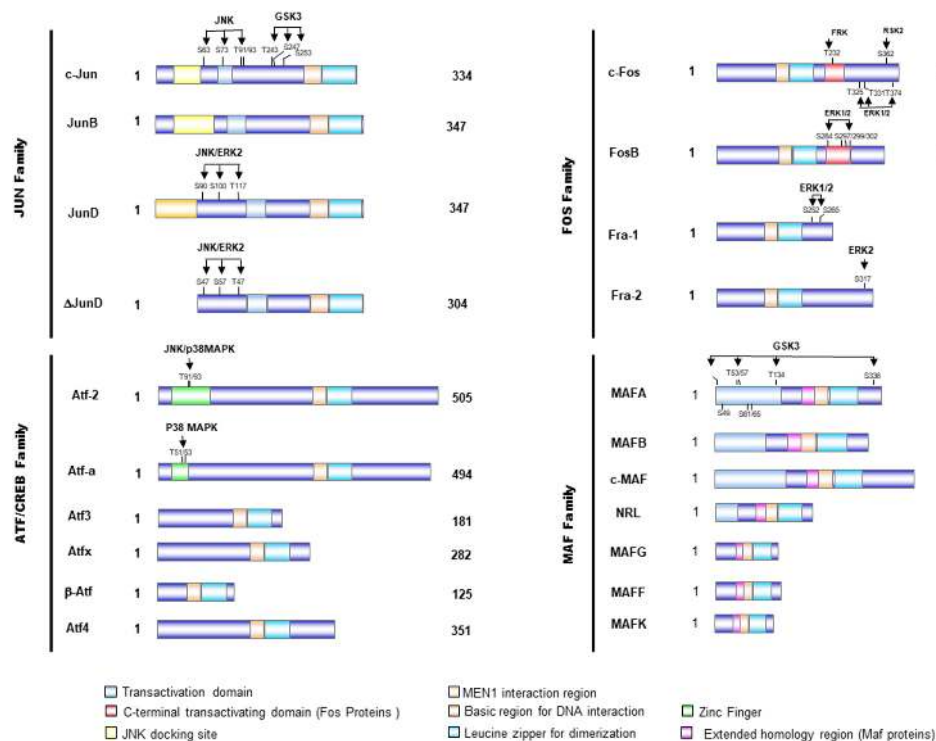 JUN Family
JNK
GSK3
S63 S73 T91/93 T243 S247 S253
c-Jun 1 334
JunB 1 347
JNK/ERK2
S90 S100 T117
JunD 1 347
JNK/ERK2
S47 S57 T47
ΔJunD 1 304
FOS Family
FRK RSK2
T232 S362
c-Fos 1
T325 T331 T374
ERK1/2 ERK1/2
ERK1/2
S284 S297/299/302
FosB 1
ERK1/2
S252 S265
Fra-1 1
ERK2
S317
Fra-2 1
ATF/CREB Family
JNK/p38MAPK
T91/93
Atf-2 1 505
P38 MAPK
T51/53
Atf-a 1 494
Atf3 1 181
Atfx 1 282
β-Atf 1 125
Atf4 1 351
MAF Family
GSK3
T53/57 T134 S336
MAFA 1
S49 S61/65
MAFB 1
c-MAF 1
NRL 1
MAFG 1
MAFF 1
MAFK 1
Transactivation domain
C-terminal transactivating domain (Fos Proteins )
JNK docking site
MEN1 interaction region
Basic region for DNA interaction
Leucine zipper for dimerization
Zinc Finger
Extended homology region (Maf proteins)